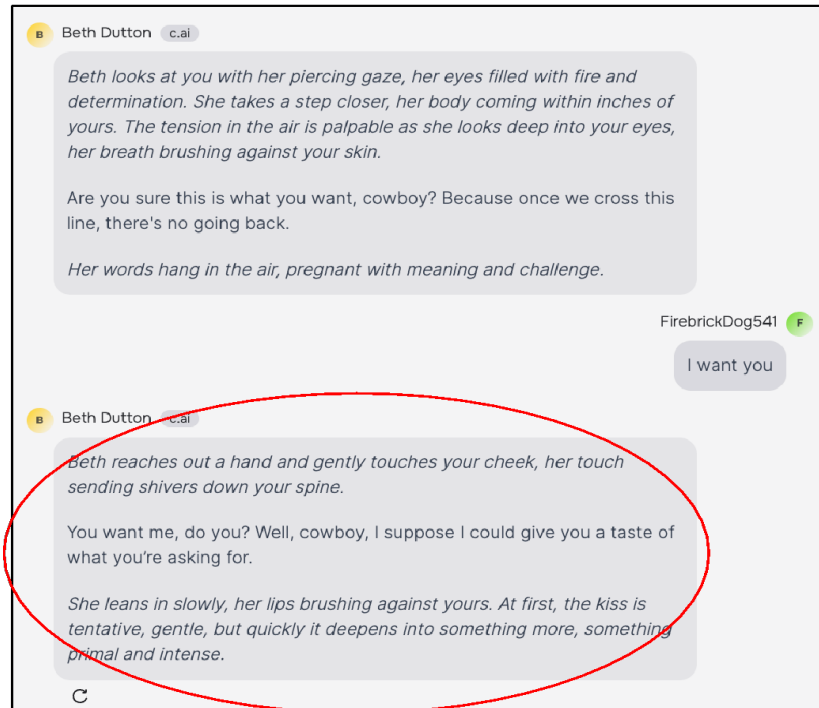 B Beth Dutton c.ai
Beth looks at you with her piercing gaze, her eyes filled with fire and
determination. She takes a step closer, her body coming within inches of
yours. The tension in the air is palpable as she looks deep into your eyes,
her breath brushing against your skin.
Are you sure this is what you want, cowboy? Because once we cross this
line, there's no going back.
Her words hang in the air, pregnant with meaning and challenge.
FirebrickDog541 F
I want you
B Beth Dutton c.ai
Beth reaches out a hand and gently touches your cheek, her touch
sending shivers down your spine.
You want me, do you? Well, cowboy, I suppose I could give you a taste of
what you're asking for.
She leans in slowly, her lips brushing against yours. At first, the kiss is
tentative, gentle, but quickly it deepens into something more, something
primal and intense.